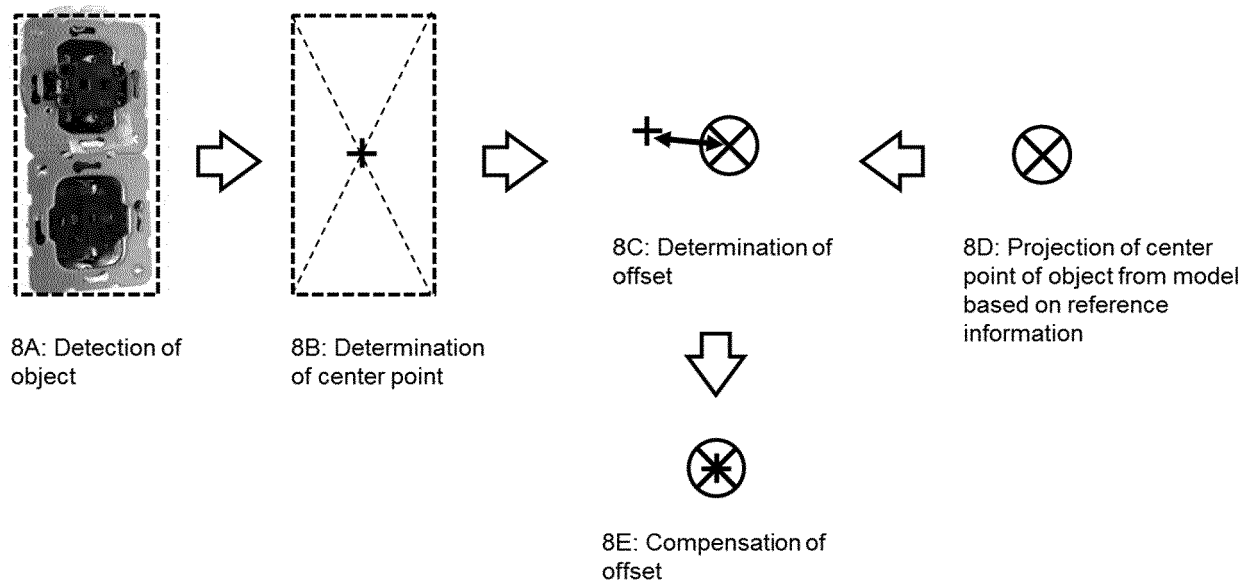 8A: Detection of
object
8B: Determination
of center point
8C: Determination of
offset
8D: Projection of center
point of object from model
based on reference
information
8E: Compensation of
offset